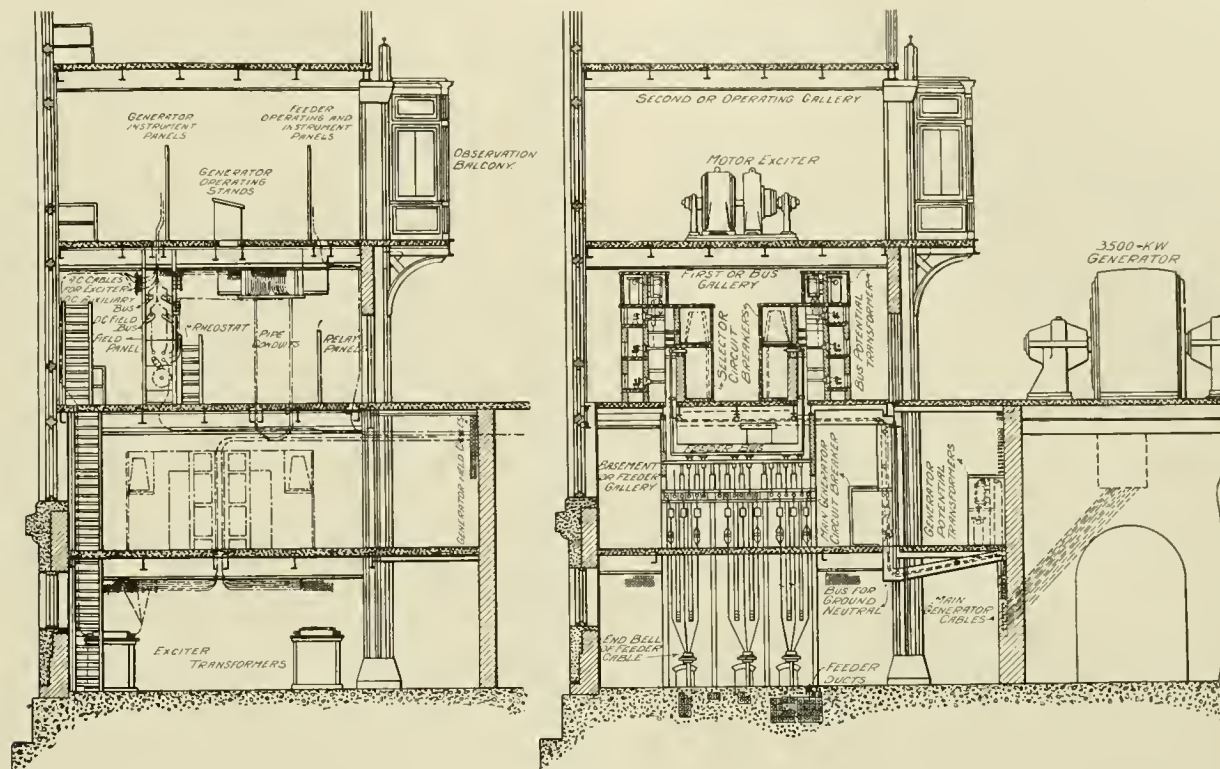 GENERATOR
INSTRUMENT
PANELS
FEEDER
OPERATING AND
INSTRUMENT
PANELS
GENERATOR
OPERATING
STANDS
OBSERVATION
BALCONY.
A C CABLES
FOR EXCITER
D C AUXILIARY
BUS
D C FIELD
BUS
FIELD
PANEL
RHEOSTAT
PIPE
CONDUITS
RELAY
PANELS
GENERATOR FIELD CABLES
EXCITER
TRANSFORMERS
SECOND OR OPERATING GALLERY
MOTOR EXCITER
FIRST OR BUS
GALLERY
SELECTOR
CIRCUIT
BREAKERS
BUS POTENTIAL
TRANSFORMER
3500-KW
GENERATOR
FEEDER BUS
BASEMENT
OR FEEDER
GALLERY
MAIN GENERATOR
CIRCUIT BREAKER
GENERATOR
POTENTIAL
TRANSFORMERS
BUS FOR
GROUND
NEUTRAL
MAIN
GENERATOR
CABLES
END BELL
OF FEEDER
CABLE
FEEDER
DUCTS